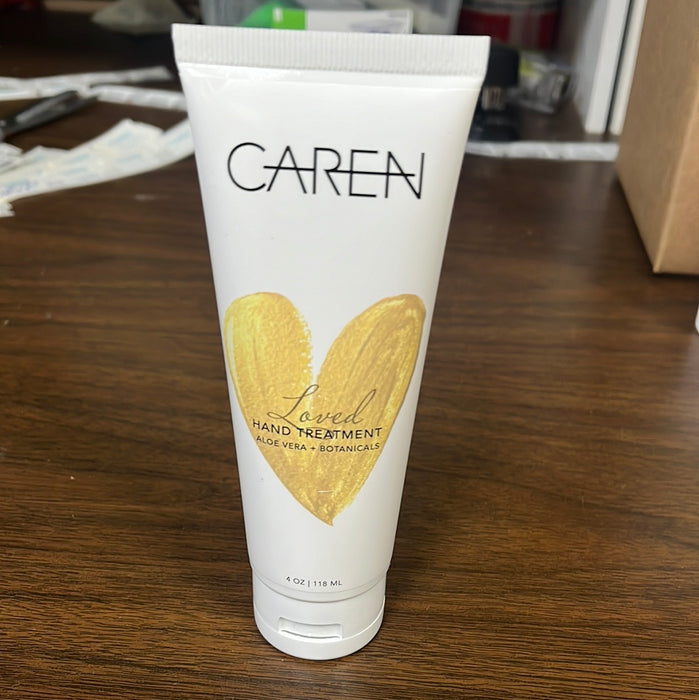 CAREN
Loved
HAND TREATMENT
ALOE VERA + BOTANICALS
4 OZ | 118 ML